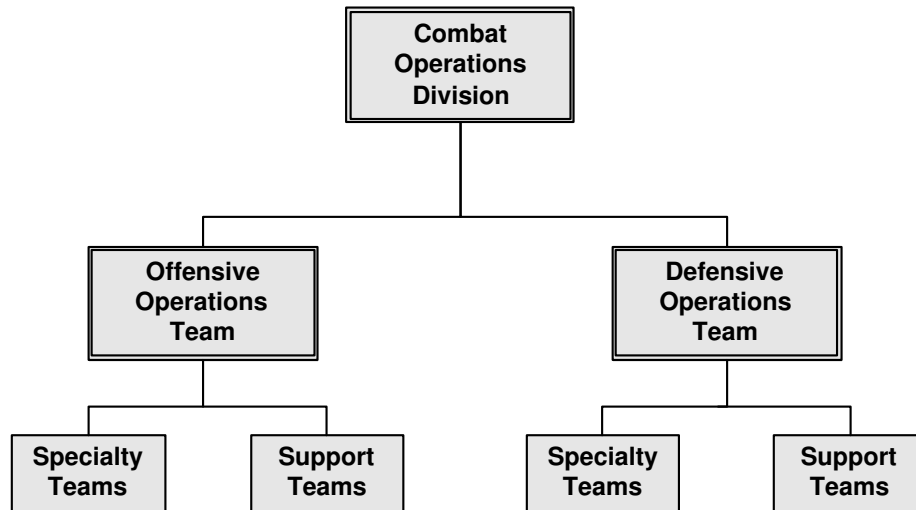 Combat
Operations
Division
Offensive
Operations
Team
Defensive
Operations
Team
Specialty
Teams
Support
Teams
Specialty
Teams
Support
Teams